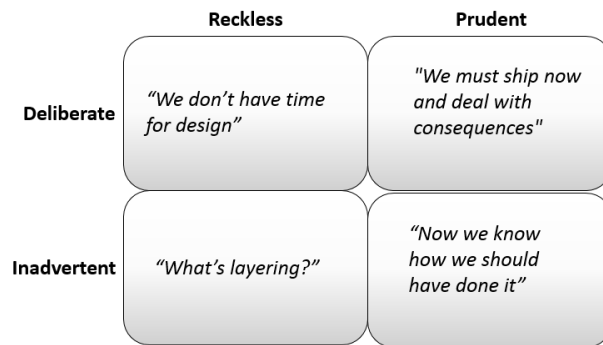 Reckless
Prudent
Deliberate
“We don’t have time
for design”
"We must ship now
and deal with
consequences"
Inadvertent
“What’s layering?”
“Now we know
how we should
have done it”